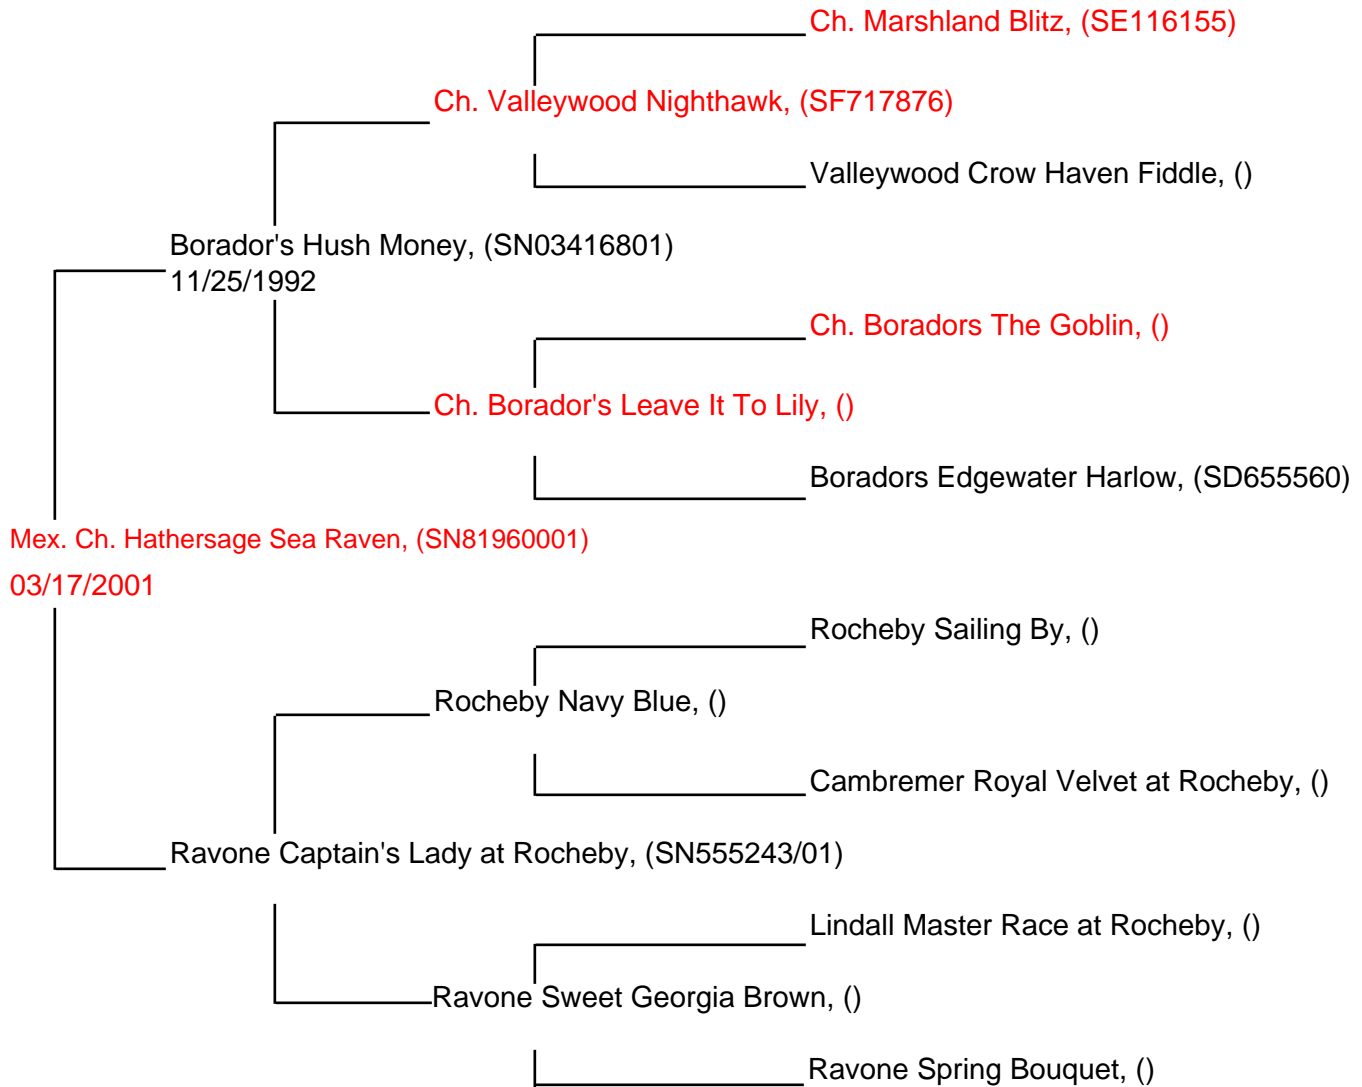 Ch. Marshland Blitz, (SE116155)
Ch. Valleywood Nighthawk, (SF717876)
Valleywood Crow Haven Fiddle, ()
Borador's Hush Money, (SN03416801)
11/25/1992
Ch. Boradors The Goblin, ()
Ch. Borador's Leave It To Lily, ()
Boradors Edgewater Harlow, (SD655560)
Mex. Ch. Hathersage Sea Raven, (SN81960001)
03/17/2001
Rocheby Sailing By, ()
Rocheby Navy Blue, ()
Cambremer Royal Velvet at Rocheby, ()
Ravone Captain's Lady at Rocheby, (SN555243/01)
Lindall Master Race at Rocheby, ()
Ravone Sweet Georgia Brown, ()
Ravone Spring Bouquet, ()